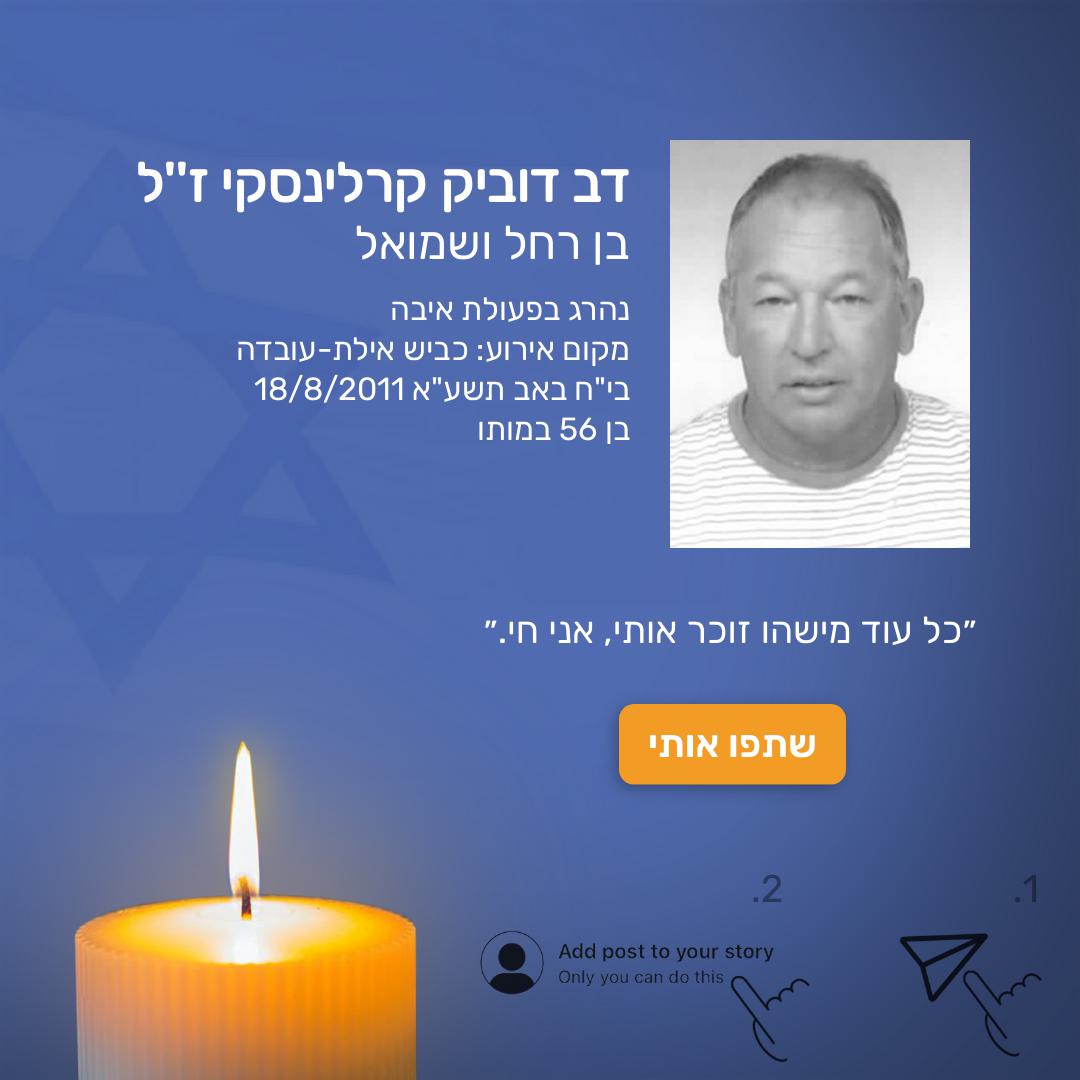 דב דוביק קרלינסקי ז"ל
בן רחל ושמואל
נהרג בפעולת איבה
מקום אירוע: כביש אילת-עובדה
בי"ח באב תשע"א 18/8/2011
בן 56 במותו
״כל עוד מישהו זוכר אותי, אני חי.״
שתפו אותי
1.
2.
Add post to your story
Only you can do this